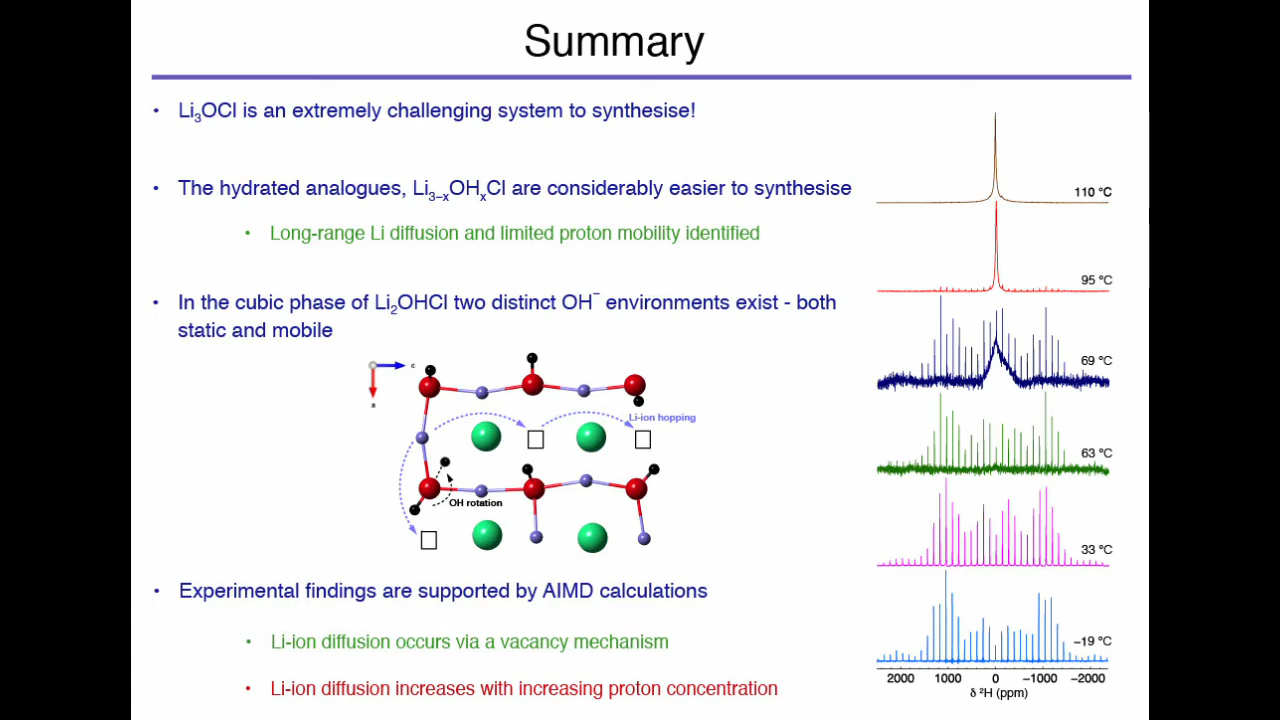 Summary
• Li₃OCl is an extremely challenging system to synthesise!
• The hydrated analogues, Li₃₋ₓOHₓCl are considerably easier to synthesise
• Long-range Li diffusion and limited proton mobility identified
• In the cubic phase of Li₂OHCl two distinct OH⁻ environments exist - both
static and mobile
c
a
Li-ion hopping
OH rotation
• Experimental findings are supported by AIMD calculations
• Li-ion diffusion occurs via a vacancy mechanism
• Li-ion diffusion increases with increasing proton concentration
110 °C
95 °C
69 °C
63 °C
33 °C
−19 °C
2000 1000 0 −1000 −2000
δ ²H (ppm)